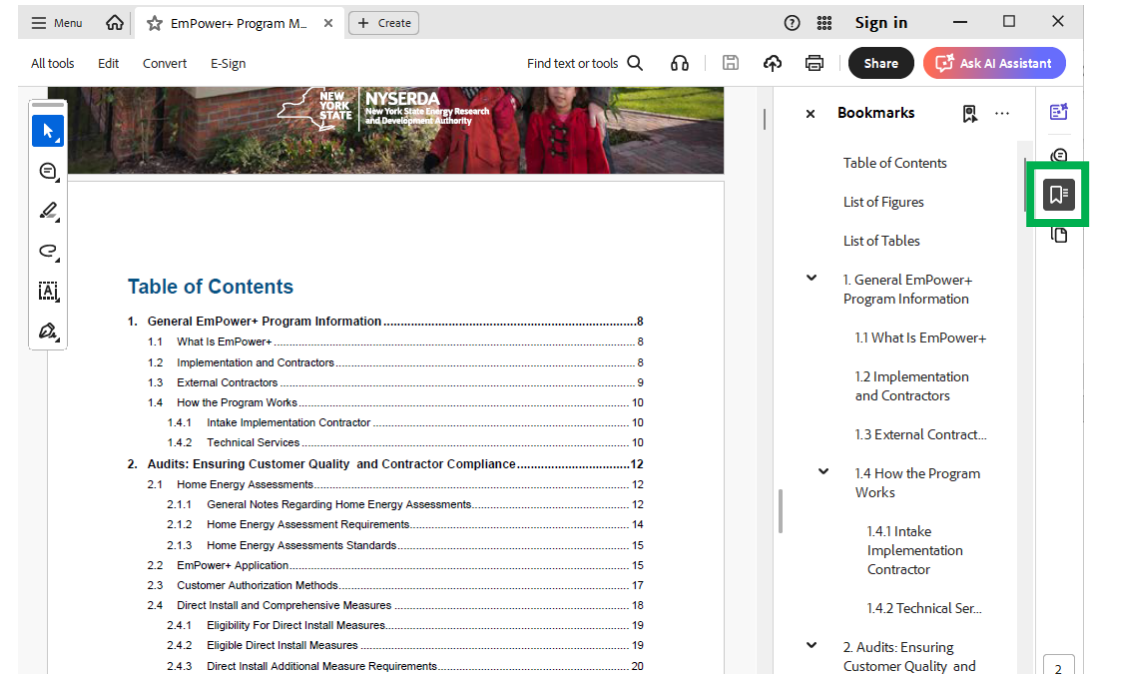 Menu
EmPower+ Program M...
Create
Sign in
All tools
Edit
Convert
E-Sign
Find text or tools
Share
Ask AI Assistant
NEW
YORK
STATE
NYSERDA
New York State Energy Research
and Development Authority
Table of Contents
1. General EmPower+ Program Information 8
1.1 What Is EmPower+ 8
1.2 Implementation and Contractors 8
1.3 External Contractors 9
1.4 How the Program Works 10
1.4.1 Intake Implementation Contractor 10
1.4.2 Technical Services 10
2. Audits: Ensuring Customer Quality and Contractor Compliance 12
2.1 Home Energy Assessments 12
2.1.1 General Notes Regarding Home Energy Assessments 12
2.1.2 Home Energy Assessment Requirements 14
2.1.3 Home Energy Assessments Standards 15
2.2 EmPower+ Application 15
2.3 Customer Authorization Methods 17
2.4 Direct Install and Comprehensive Measures 18
2.4.1 Eligibility For Direct Install Measures 19
2.4.2 Eligible Direct Install Measures 19
2.4.3 Direct Install Additional Measure Requirements 20
Bookmarks
Table of Contents
List of Figures
List of Tables
1. General EmPower+
Program Information
1.1 What Is EmPower+
1.2 Implementation
and Contractors
1.3 External Contract...
1.4 How the Program
Works
1.4.1 Intake
Implementation
Contractor
1.4.2 Technical Ser...
2. Audits: Ensuring
Customer Quality and
2